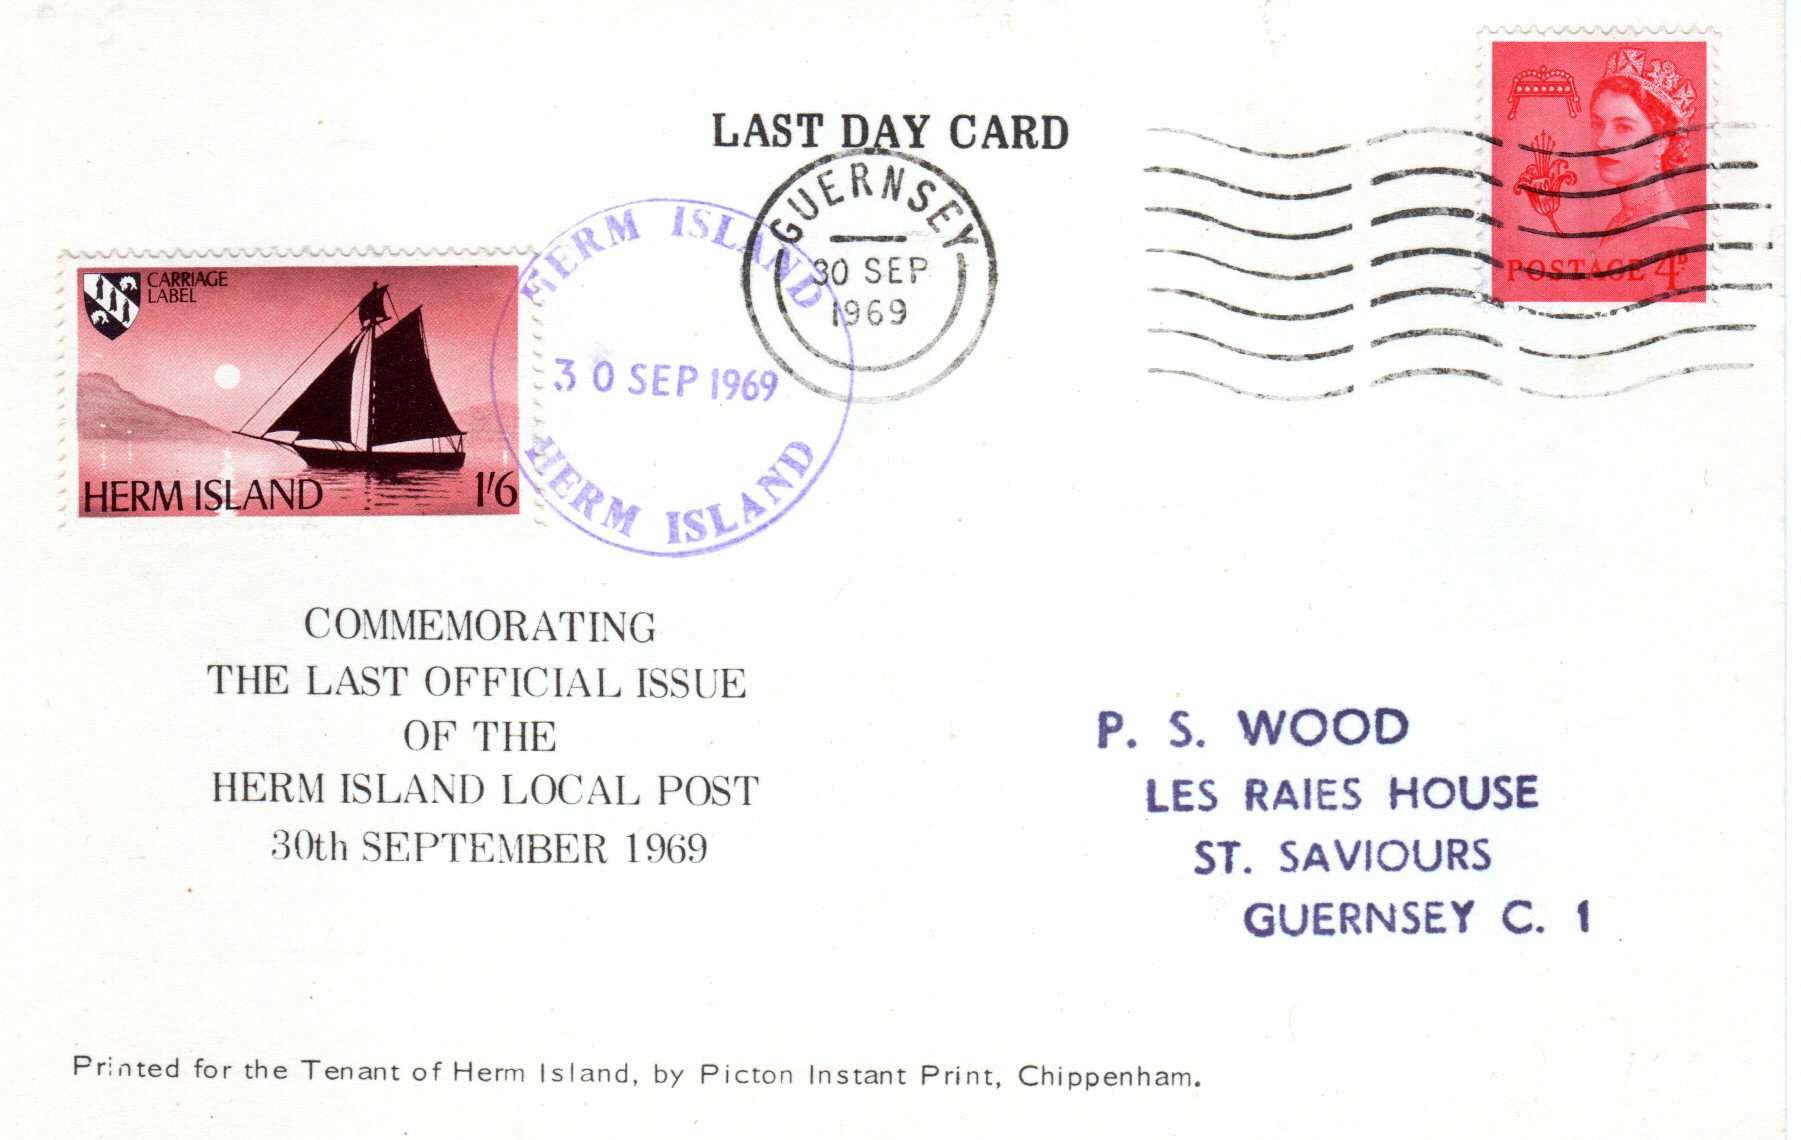 LAST DAY CARD
POSTAGE 4D
GUERNSEY
30 SEP
1969
HERM ISLAND
30 SEP 1969
HERM ISLAND
CARRIAGE
LABEL
HERM ISLAND 1'6
COMMEMORATING
THE LAST OFFICIAL ISSUE
OF THE
HERM ISLAND LOCAL POST
30th SEPTEMBER 1969
P. S. WOOD
LES RAIES HOUSE
ST. SAVIOURS
GUERNSEY C. 1
Printed for the Tenant of Herm Island, by Picton Instant Print, Chippenham.